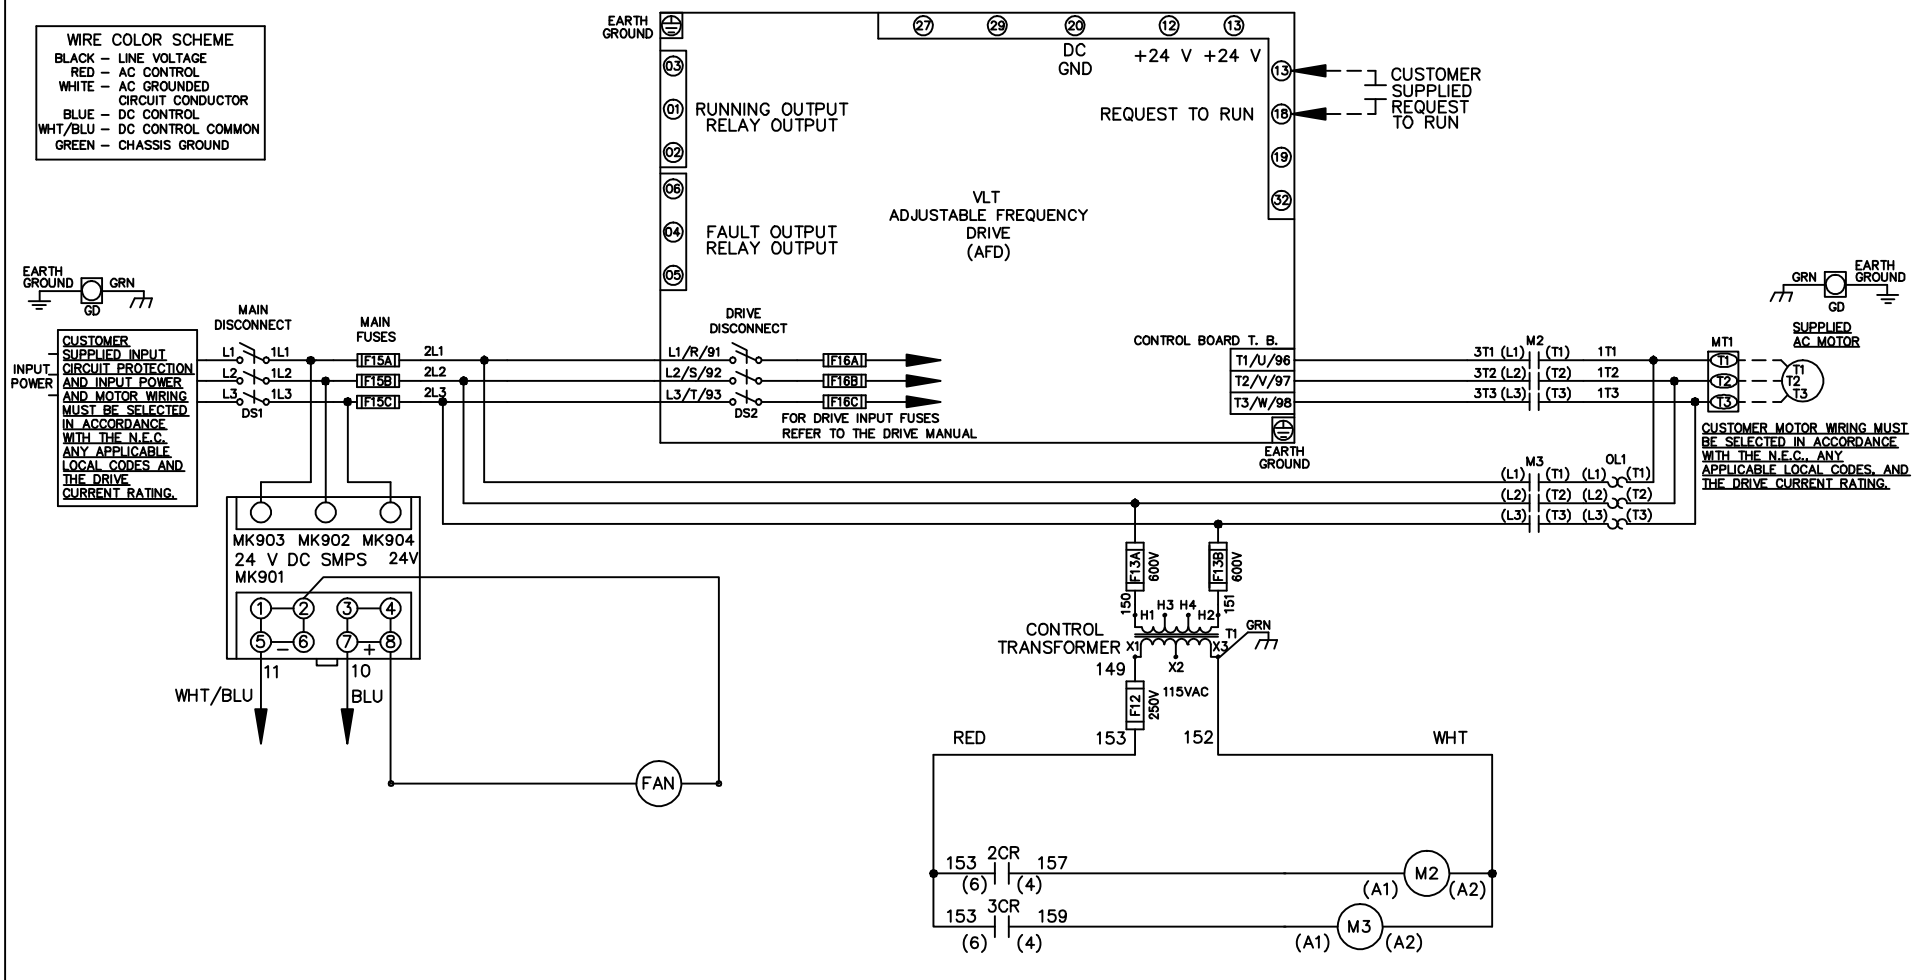 WIRE COLOR SCHEME
BLACK – LINE VOLTAGE
RED – AC CONTROL
WHITE – AC GROUNDED
CIRCUIT CONDUCTOR
BLUE – DC CONTROL
WHT/BLU – DC CONTROL COMMON
GREEN – CHASSIS GROUND
EARTH
GROUND
27 29 20 12 13
DC
GND
+24 V +24 V
03
01
02
RUNNING OUTPUT
RELAY OUTPUT
06
04
05
FAULT OUTPUT
RELAY OUTPUT
13
18
19
32
REQUEST TO RUN
CUSTOMER
SUPPLIED
REQUEST
TO RUN
VLT
ADJUSTABLE FREQUENCY
DRIVE
(AFD)
EARTH
GROUND
GRN
GD
INPUT
POWER
CUSTOMER
SUPPLIED INPUT
CIRCUIT PROTECTION
AND INPUT POWER
AND MOTOR WIRING
MUST BE SELECTED
IN ACCORDANCE
WITH THE N.E.C.
ANY APPLICABLE
LOCAL CODES AND
THE DRIVE
CURRENT RATING.
MAIN
DISCONNECT
L1 1L1
L2 1L2
L3 1L3
DS1
MAIN
FUSES
F15A
F15B
F15C
2L1
2L2
2L3
L1/R/91
L2/S/92
L3/T/93
DRIVE
DISCONNECT
DS2
F16A
F16B
F16C
FOR DRIVE INPUT FUSES
REFER TO THE DRIVE MANUAL
CONTROL BOARD T. B.
T1/U/96
T2/V/97
T3/W/98
EARTH
GROUND
M2
3T1 (L1) (T1) 1T1
3T2 (L2) (T2) 1T2
3T3 (L3) (T3) 1T3
MT1
T1
T2
T3
GRN
GD
EARTH
GROUND
SUPPLIED
AC MOTOR
T1
T2
T3
CUSTOMER MOTOR WIRING MUST
BE SELECTED IN ACCORDANCE
WITH THE N.E.C., ANY
APPLICABLE LOCAL CODES, AND
THE DRIVE CURRENT RATING.
M3 OL1
(L1) (T1) (L1) (T1)
(L2) (T2) (L2) (T2)
(L3) (T3) (L3) (T3)
MK903 MK902 MK904
24 V DC SMPS 24V
MK901
1 2 3 4
5 – 6 7 + 8
11
10
WHT/BLU
BLU
FAN
F13A
600V
F13B
600V
150
151
H1 H3 H4 H2
CONTROL
TRANSFORMER
T1
GRN
X1 X2 X3
149
F12
250V
115VAC
153
152
RED
WHT
153 2CR 157
(6) (4)
(A1) M2 (A2)
153 3CR 159
(6) (4)
(A1) M3 (A2)